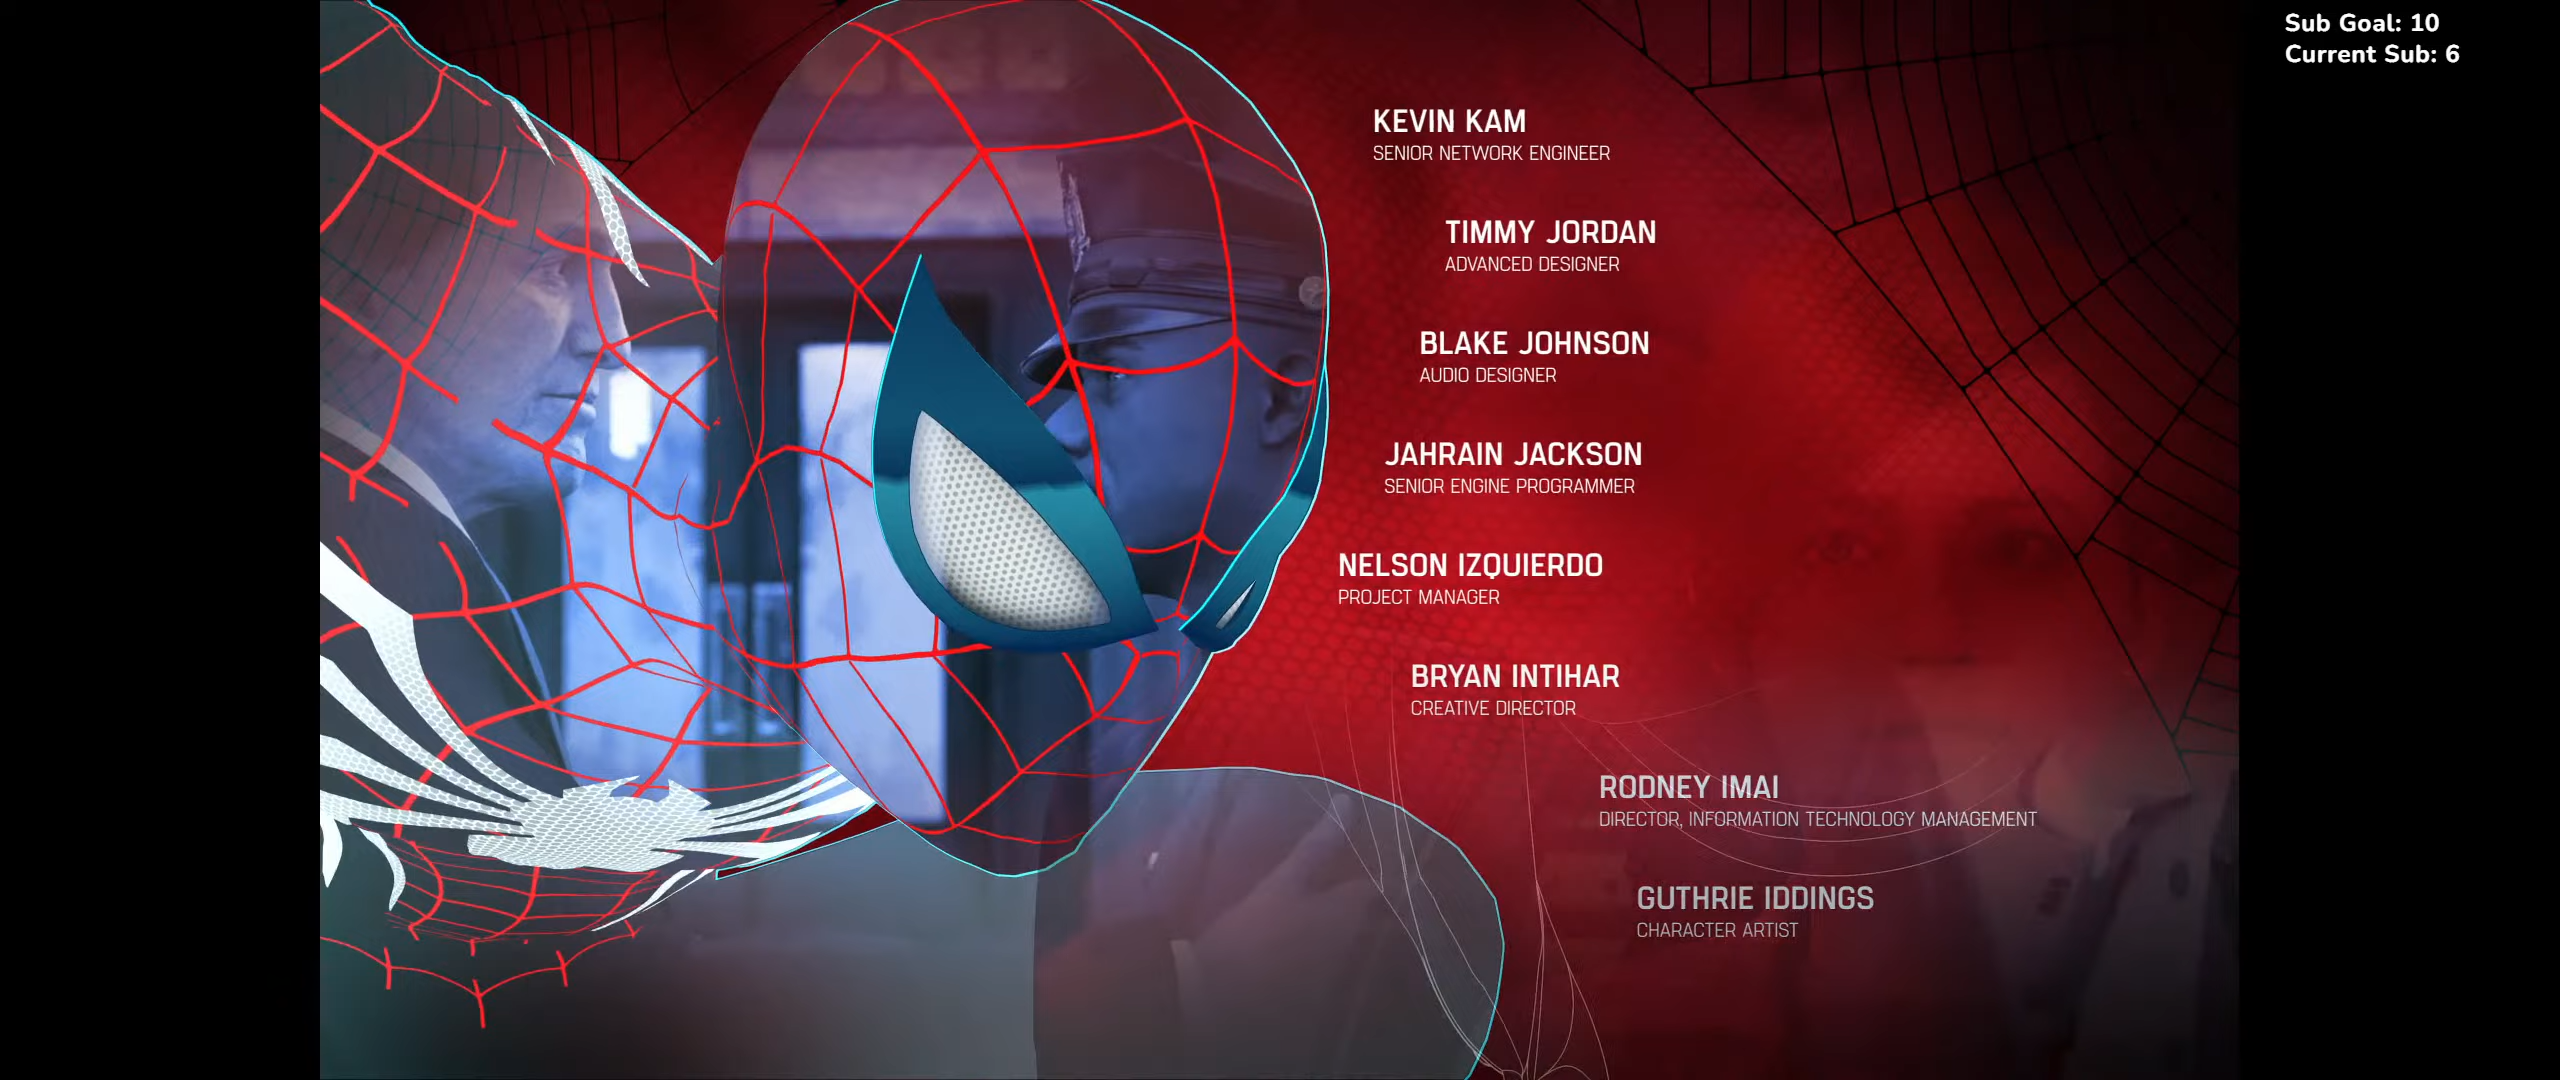 Sub Goal: 10
Current Sub: 6
KEVIN KAM
SENIOR NETWORK ENGINEER
TIMMY JORDAN
ADVANCED DESIGNER
BLAKE JOHNSON
AUDIO DESIGNER
JAHRAIN JACKSON
SENIOR ENGINE PROGRAMMER
NELSON IZQUIERDO
PROJECT MANAGER
BRYAN INTIHAR
CREATIVE DIRECTOR
RODNEY IMAI
DIRECTOR, INFORMATION TECHNOLOGY MANAGEMENT
GUTHRIE IDDINGS
CHARACTER ARTIST